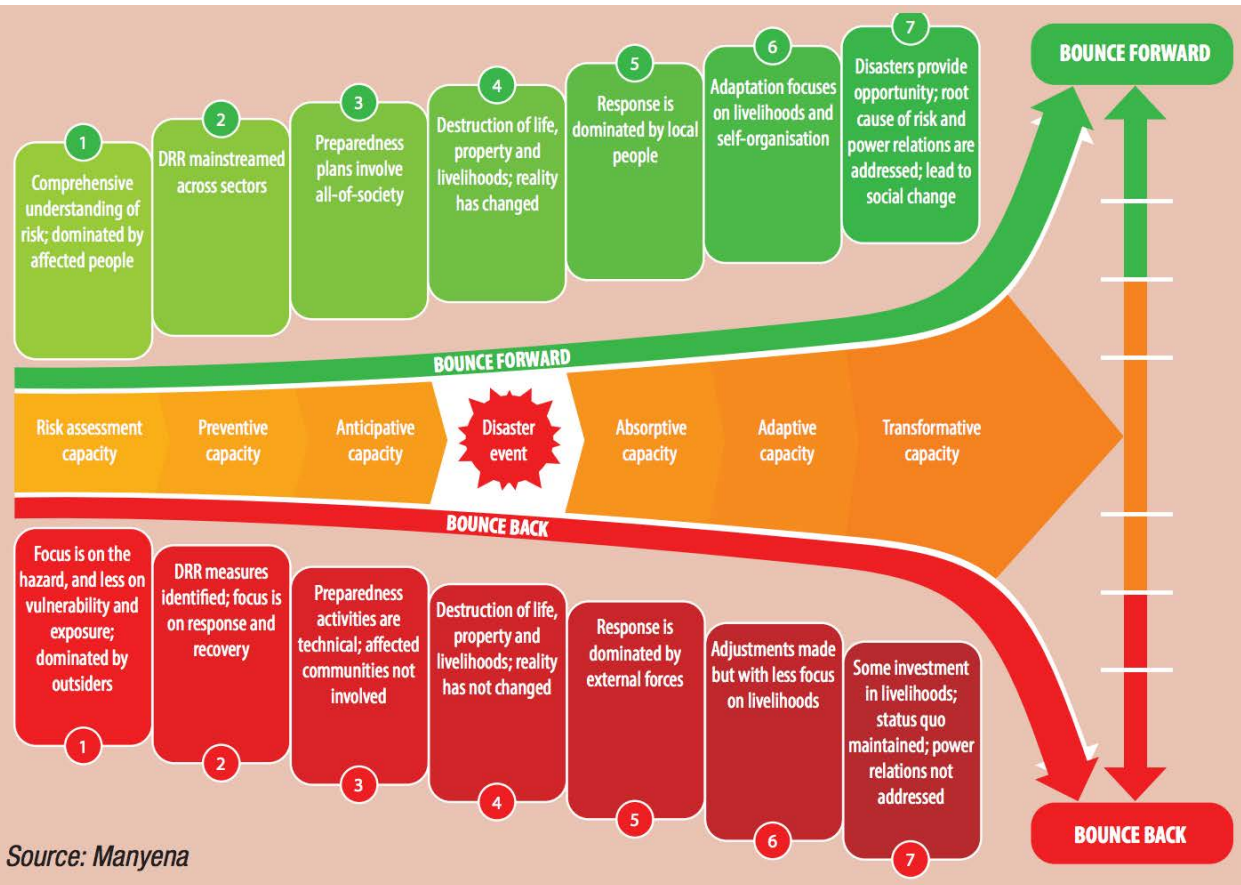 1
Comprehensive
understanding of
risk; dominated by
affected people
2
DRR mainstreamed
across sectors
3
Preparedness
plans involve
all-of-society
4
Destruction of life,
property and
livelihoods; reality
has changed
5
Response is
dominated by local
people
6
Adaptation focuses
on livelihoods and
self-organisation
7
Disasters provide
opportunity; root
cause of risk and
power relations are
addressed; lead to
social change
BOUNCE FORWARD
BOUNCE FORWARD
Risk assessment
capacity
Preventive
capacity
Anticipative
capacity
Disaster
event
Absorptive
capacity
Adaptive
capacity
Transformative
capacity
BOUNCE BACK
Focus is on the
hazard, and less on
vulnerability and
exposure;
dominated by
outsiders
1
DRR measures
identified; focus is
on response and
recovery
2
Preparedness
activities are
technical; affected
communities not
involved
3
Destruction of life,
property and
livelihoods; reality
has not changed
4
Response is
dominated by
external forces
5
Adjustments made
but with less focus
on livelihoods
6
Some investment
in livelihoods;
status quo
maintained; power
relations not
addressed
7
BOUNCE BACK
Source: Manyena